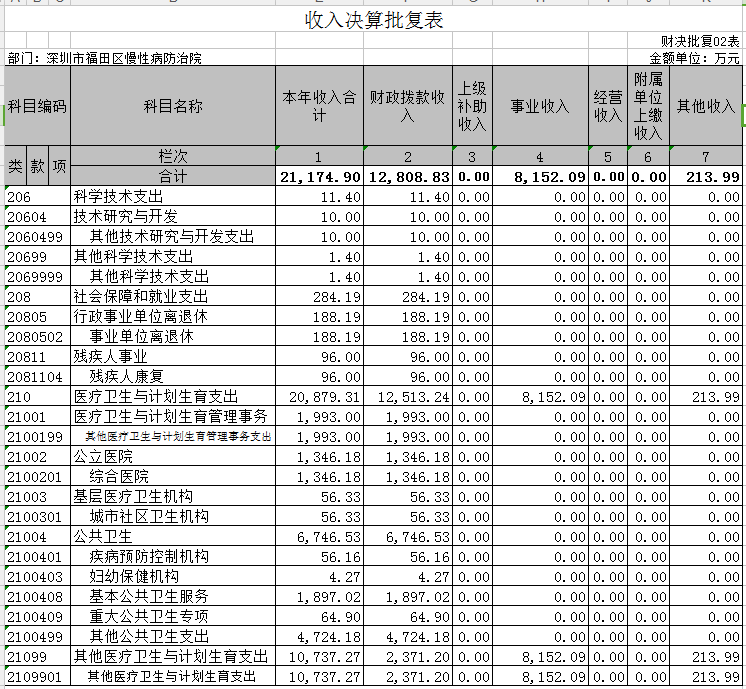 收入决算批复表
财决批复02表
部门：深圳市福田区慢性病防治院 金额单位：万元
科目编码 科目名称 本年收入合计 财政拨款收入 上级补助收入 事业收入 经营收入 附属单位上缴收入 其他收入
类 款 项 栏次 1 2 3 4 5 6 7
合计 21,174.90 12,808.83 0.00 8,152.09 0.00 0.00 213.99
206 科学技术支出 11.40 11.40 0.00 0.00 0.00 0.00 0.00
20604 技术研究与开发 10.00 10.00 0.00 0.00 0.00 0.00 0.00
2060499 其他技术研究与开发支出 10.00 10.00 0.00 0.00 0.00 0.00 0.00
20699 其他科学技术支出 1.40 1.40 0.00 0.00 0.00 0.00 0.00
2069999 其他科学技术支出 1.40 1.40 0.00 0.00 0.00 0.00 0.00
208 社会保障和就业支出 284.19 284.19 0.00 0.00 0.00 0.00 0.00
20805 行政事业单位离退休 188.19 188.19 0.00 0.00 0.00 0.00 0.00
2080502 事业单位离退休 188.19 188.19 0.00 0.00 0.00 0.00 0.00
20811 残疾人事业 96.00 96.00 0.00 0.00 0.00 0.00 0.00
2081104 残疾人康复 96.00 96.00 0.00 0.00 0.00 0.00 0.00
210 医疗卫生与计划生育支出 20,879.31 12,513.24 0.00 8,152.09 0.00 0.00 213.99
21001 医疗卫生与计划生育管理事务 1,993.00 1,993.00 0.00 0.00 0.00 0.00 0.00
2100199 其他医疗卫生与计划生育管理事务支出 1,993.00 1,993.00 0.00 0.00 0.00 0.00 0.00
21002 公立医院 1,346.18 1,346.18 0.00 0.00 0.00 0.00 0.00
2100201 综合医院 1,346.18 1,346.18 0.00 0.00 0.00 0.00 0.00
21003 基层医疗卫生机构 56.33 56.33 0.00 0.00 0.00 0.00 0.00
2100301 城市社区卫生机构 56.33 56.33 0.00 0.00 0.00 0.00 0.00
21004 公共卫生 6,746.53 6,746.53 0.00 0.00 0.00 0.00 0.00
2100401 疾病预防控制机构 56.16 56.16 0.00 0.00 0.00 0.00 0.00
2100403 妇幼保健机构 4.27 4.27 0.00 0.00 0.00 0.00 0.00
2100408 基本公共卫生服务 1,897.02 1,897.02 0.00 0.00 0.00 0.00 0.00
2100409 重大公共卫生专项 64.90 64.90 0.00 0.00 0.00 0.00 0.00
2100499 其他公共卫生支出 4,724.18 4,724.18 0.00 0.00 0.00 0.00 0.00
21099 其他医疗卫生与计划生育支出 10,737.27 2,371.20 0.00 8,152.09 0.00 0.00 213.99
2109901 其他医疗卫生与计划生育支出 10,737.27 2,371.20 0.00 8,152.09 0.00 0.00 213.99